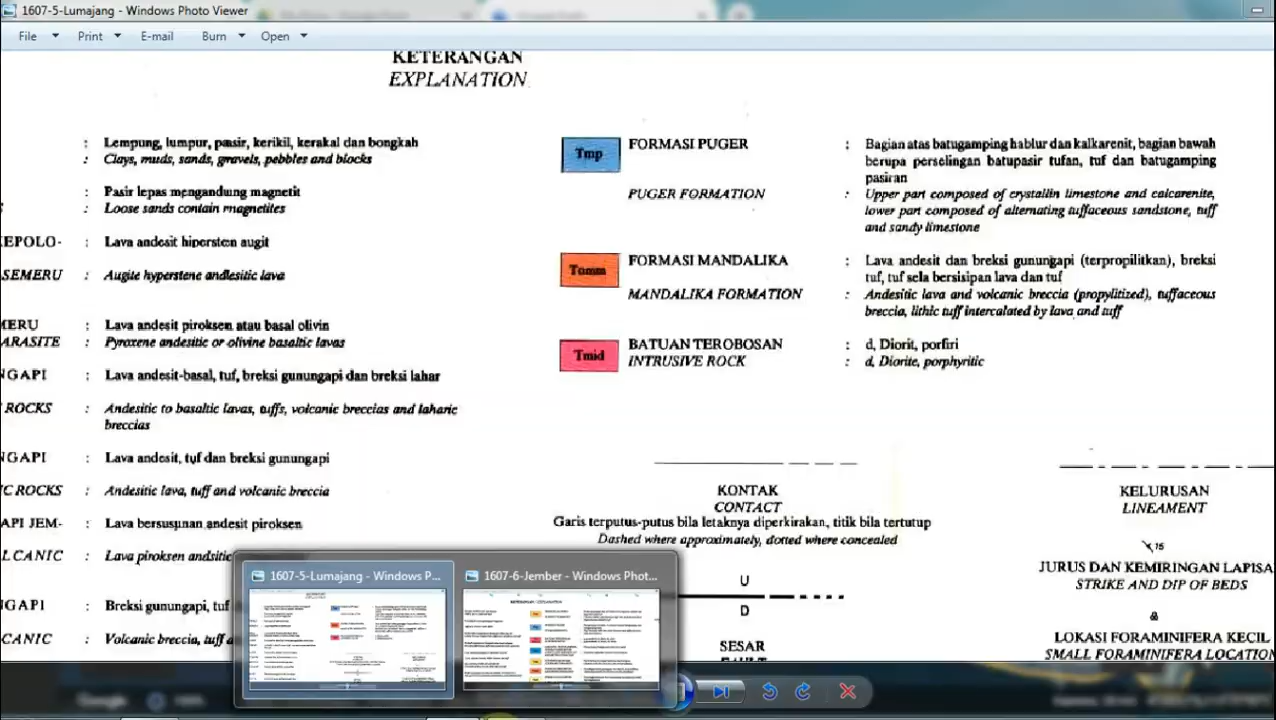 1607-5-Lumajang - Windows Photo Viewer
File Print E-mail Burn Open
KETERANGAN
EXPLANATION
: Lempung, lumpur, pasir, kerikil, kerakal dan bongkah
: Clays, muds, sands, gravels, pebbles and blocks
: Pasir lepas mengandung magnetit
: Loose sands contain magnetites
EPOLO- : Lava andesit hipersten augit
SEMERU : Augite hyperstene andesitic lava
MERU : Lava andesit piroksen atau basal olivin
ARASITE : Pyroxene andesitic or olivine basaltic lavas
NGAPI : Lava andesit-basal, tuf, breksi gunungapi dan breksi lahar
ROCKS : Andesitic to basaltic lavas, tuffs, volcanic breccias and laharic
breccias
NGAPI : Lava andesit, tuf dan breksi gunungapi
IC ROCKS : Andesitic lava, tuff and volcanic breccia
API JEM- : Lava bersusunan andesit piroksen
LCANIC : Lava piroksen andsitic
NGAPI : Breksi gunungapi, tuf
CANIC : Volcanic breccia, tuff a
Tmp FORMASI PUGER : Bagian atas batugamping hablur dan kalkarenit, bagian bawah
berupa perselingan batupasir tufan, tuf dan batugamping
pasiran
PUGER FORMATION : Upper part composed of crystallin limestone and calcarenite,
lower part composed of alternating tuffaceous sandstone, tuff
and sandy limestone
Tomm FORMASI MANDALIKA : Lava andesit dan breksi gunungapi (terpropilitkan), breksi
tuf, tuf sela bersisipan lava dan tuf
MANDALIKA FORMATION : Andesitic lava and volcanic breccia (propylitized), tuffaceous
breccia, lithic tuff intercalated by lava and tuff
Tmid BATUAN TEROBOSAN : d, Diorit, porfiri
INTRUSIVE ROCK : d, Diorite, porphyritic
KONTAK
CONTACT
Garis terputus-putus bila letaknya diperkirakan, titik bila tertutup
Dashed where approximately, dotted where concealed
U
D
SESAR
KELURUSAN
LINEAMENT
15
JURUS DAN KEMIRINGAN LAPISA
STRIKE AND DIP OF BEDS
&
LOKASI FORAMINIFERA KECIL
1607-5-Lumajang - Windows P...
1607-6-Jember - Windows Phot...